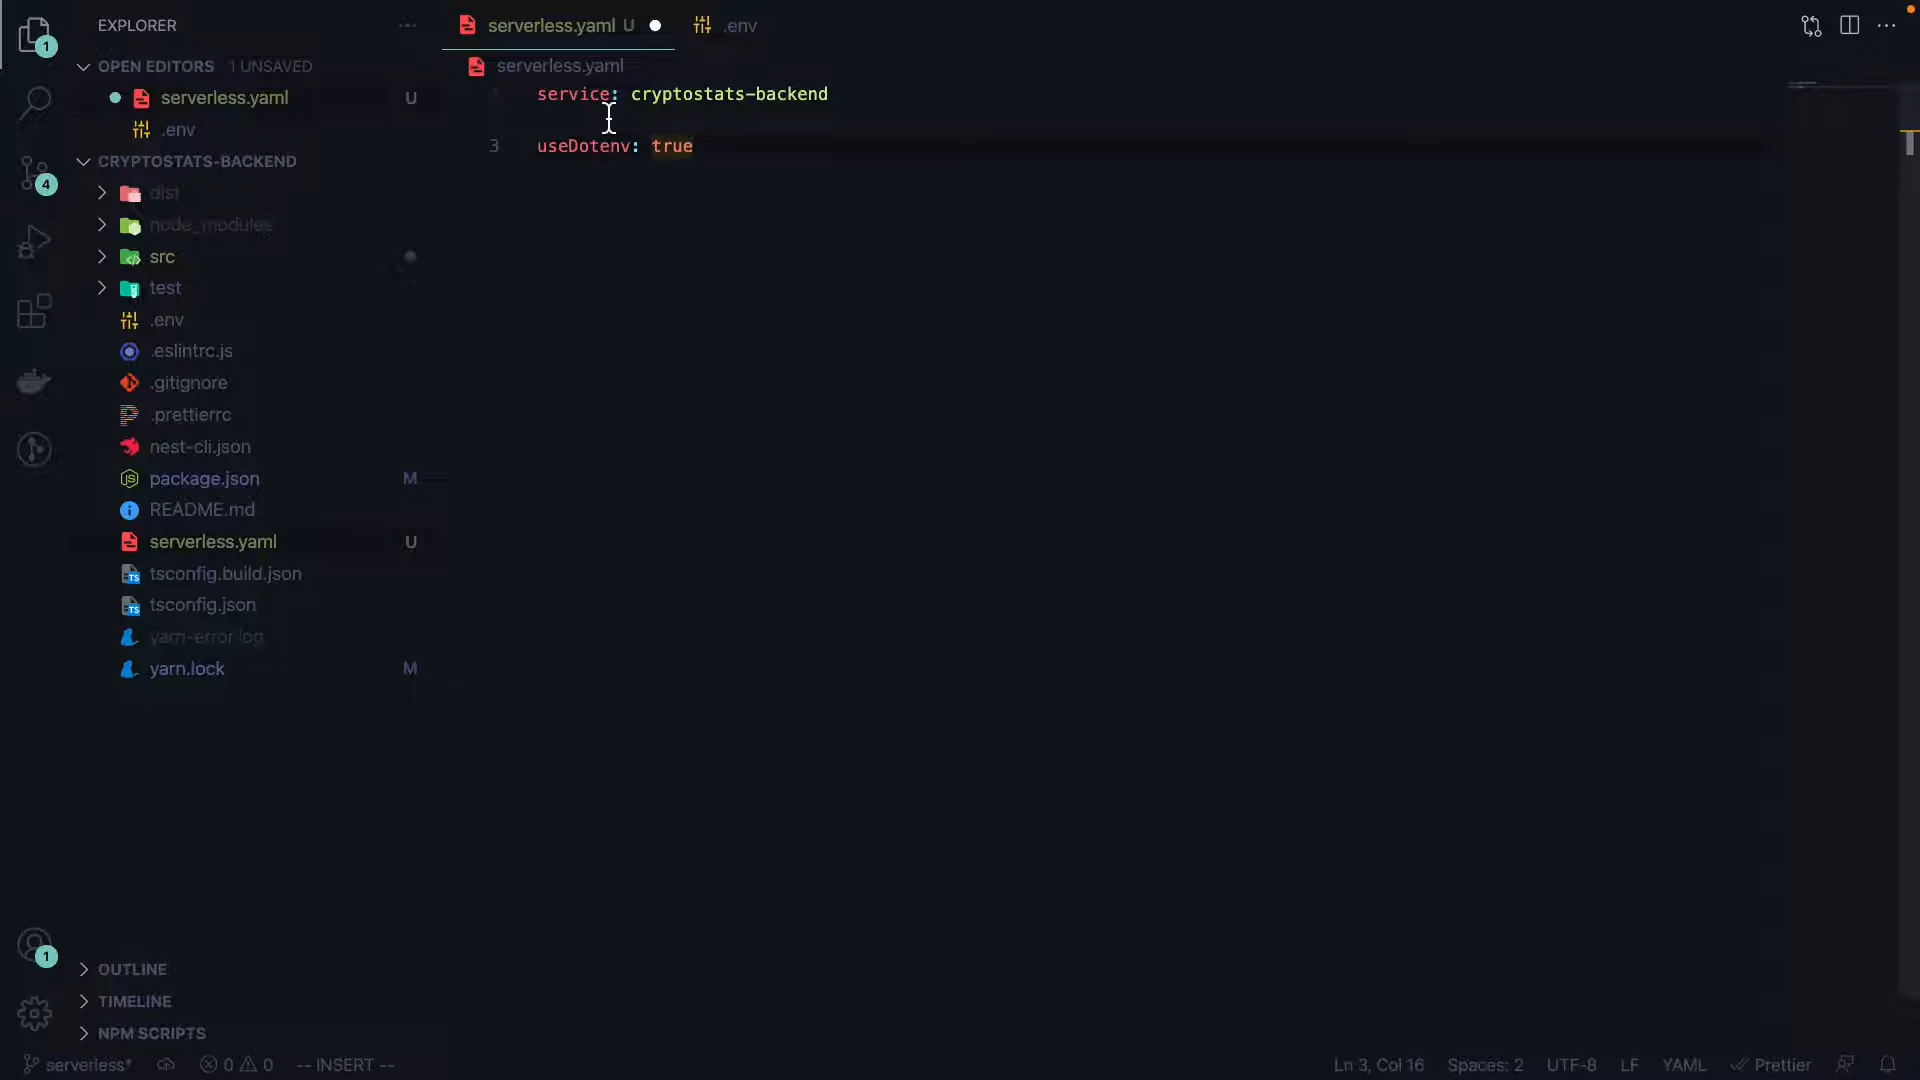 EXPLORER
OPEN EDITORS 1 UNSAVED
serverless.yaml U
.env
CRYPTOSTATS-BACKEND
dist
node_modules
src
test
.env
.eslintrc.js
.gitignore
.prettierrc
nest-cli.json
package.json M
README.md
serverless.yaml U
tsconfig.build.json
tsconfig.json
yarn-error.log
yarn.lock M
OUTLINE
TIMELINE
NPM SCRIPTS
1
4
1
serverless.yaml U
.env
serverless.yaml
service: cryptostats-backend
3 useDotenv: true
serverless* 0 0 -- INSERT --
Ln 3, Col 16 Spaces: 2 UTF-8 LF YAML Prettier